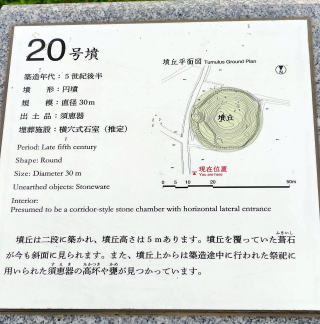 20号墳
築造年代：5世紀後半
墳　　形：円墳
規　　模：直径30m
出 土 品：須恵器
埋葬施設：横穴式石室（推定）
Period: Late fifth century
Shape: Round
Size: Diameter 30 m
Unearthed objects: Stoneware
Interior:
Presumed to be a corridor-style stone chamber with horizontal lateral entrance
墳丘平面図 Tumulus Ground Plan
N
墳丘
現在位置
You are here
0 5 10 20 50m
墳丘は二段に築かれ、墳丘高さは5mあります。墳丘を覆っていた葺石
が今も斜面に見られます。また、墳丘上からは築造途中に行われた祭祀に
用いられた須恵器の高坏や甕が見つかっています。